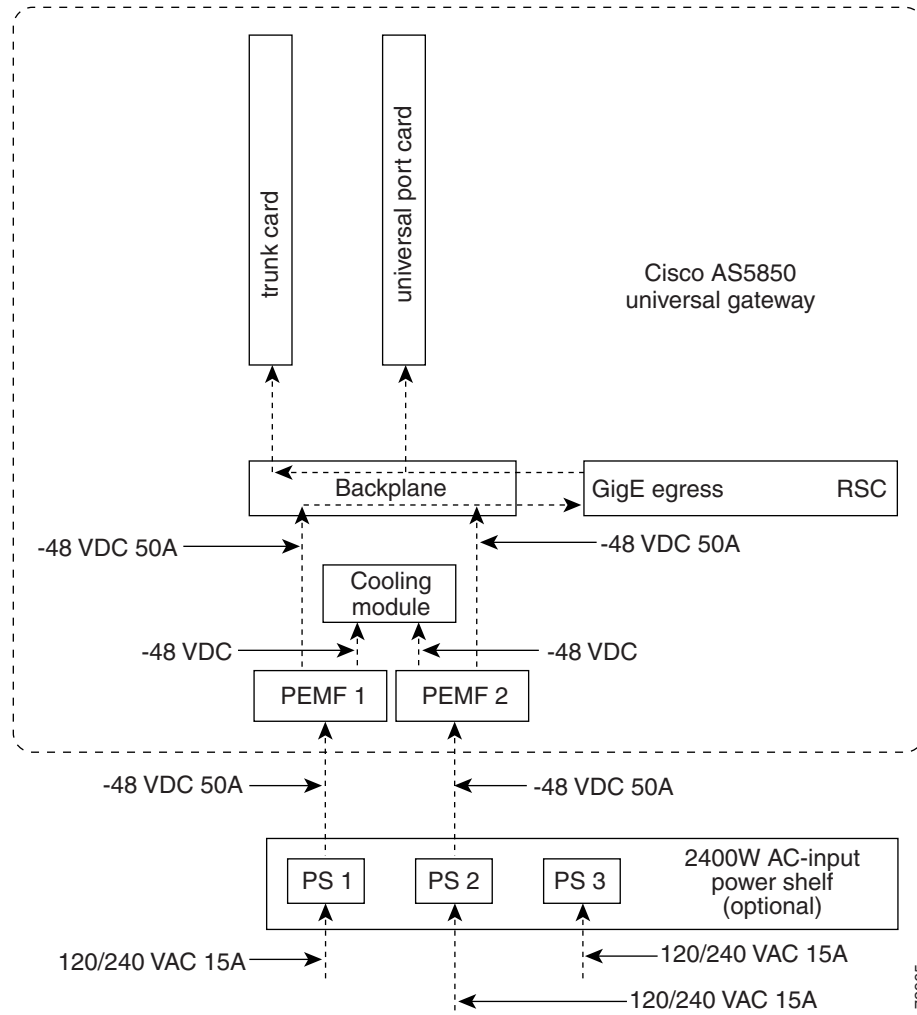 trunk card
universal port card
Cisco AS5850
universal gateway
Backplane
GigE egress
RSC
-48 VDC 50A
-48 VDC 50A
Cooling
module
-48 VDC
-48 VDC
PEMF 1
PEMF 2
-48 VDC 50A
-48 VDC 50A
PS 1
PS 2
PS 3
2400W AC-input
power shelf
(optional)
120/240 VAC 15A
120/240 VAC 15A
120/240 VAC 15A